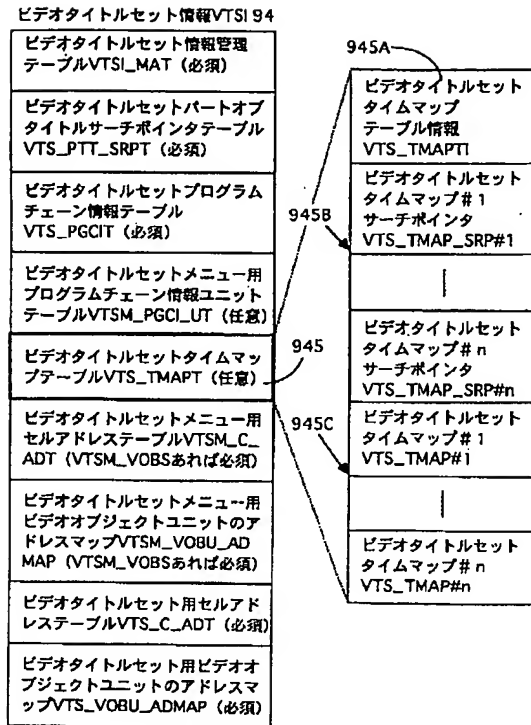 ビデオタイトルセット情報VTSI 94
ビデオタイトルセット情報管理
テーブルVTSI_MAT（必須）
ビデオタイトルセットパートオブ
タイトルサーチポインタテーブル
VTS_PTT_SRPT（必須）
ビデオタイトルセットプログラム
チェーン情報テーブル
VTS_PGCIT（必須）
ビデオタイトルセットメニュー用
プログラムチェーン情報ユニット
テーブルVTSM_PGCI_UT（任意）
ビデオタイトルセットタイムマッ
プテーブルVTS_TMAPT（任意）
ビデオタイトルセットメニュー用
セルアドレステーブルVTSM_C_
ADT（VTSM_VOBSあれば必須）
ビデオタイトルセットメニュー用
ビデオオブジェクトユニットのア
ドレスマップVTSM_VOBU_AD
MAP（VTSM_VOBSあれば必須）
ビデオタイトルセット用セルアド
レステーブルVTS_C_ADT（必須）
ビデオタイトルセット用ビデオオ
ブジェクトユニットのアドレスマ
ップVTS_VOBU_ADMAP（必須）
945
945A
ビデオタイトルセット
タイムマップ
テーブル情報
VTS_TMAPTI
945B
ビデオタイトルセット
タイムマップ＃1
サーチポインタ
VTS_TMAP_SRP#1
ビデオタイトルセット
タイムマップ＃n
サーチポインタ
VTS_TMAP_SRP#n
945C
ビデオタイトルセット
タイムマップ＃1
VTS_TMAP#1
ビデオタイトルセット
タイムマップ＃n
VTS_TMAP#n